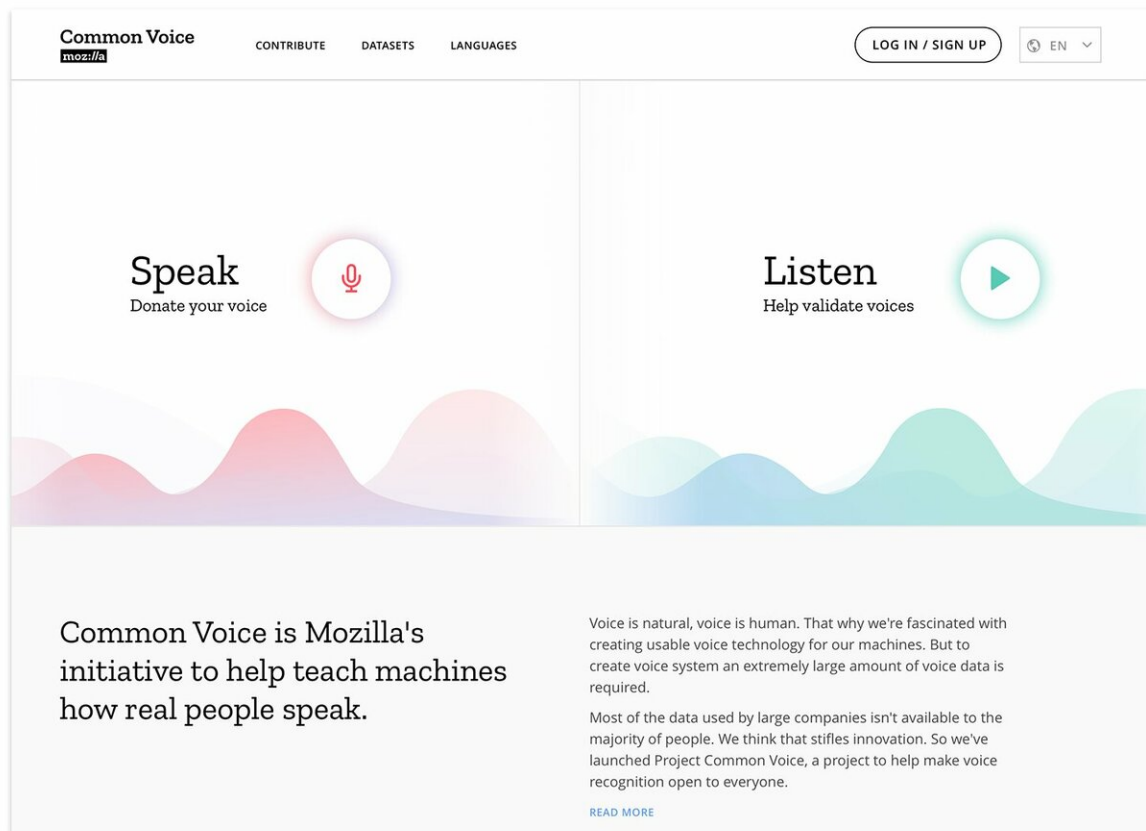 Common Voice
moz://a
CONTRIBUTE
DATASETS
LANGUAGES
LOG IN / SIGN UP
EN
Speak
Donate your voice
Listen
Help validate voices
Common Voice is Mozilla's
initiative to help teach machines
how real people speak.
Voice is natural, voice is human. That why we're fascinated with
creating usable voice technology for our machines. But to
create voice system an extremely large amount of voice data is
required.
Most of the data used by large companies isn't available to the
majority of people. We think that stifles innovation. So we've
launched Project Common Voice, a project to help make voice
recognition open to everyone.
READ MORE